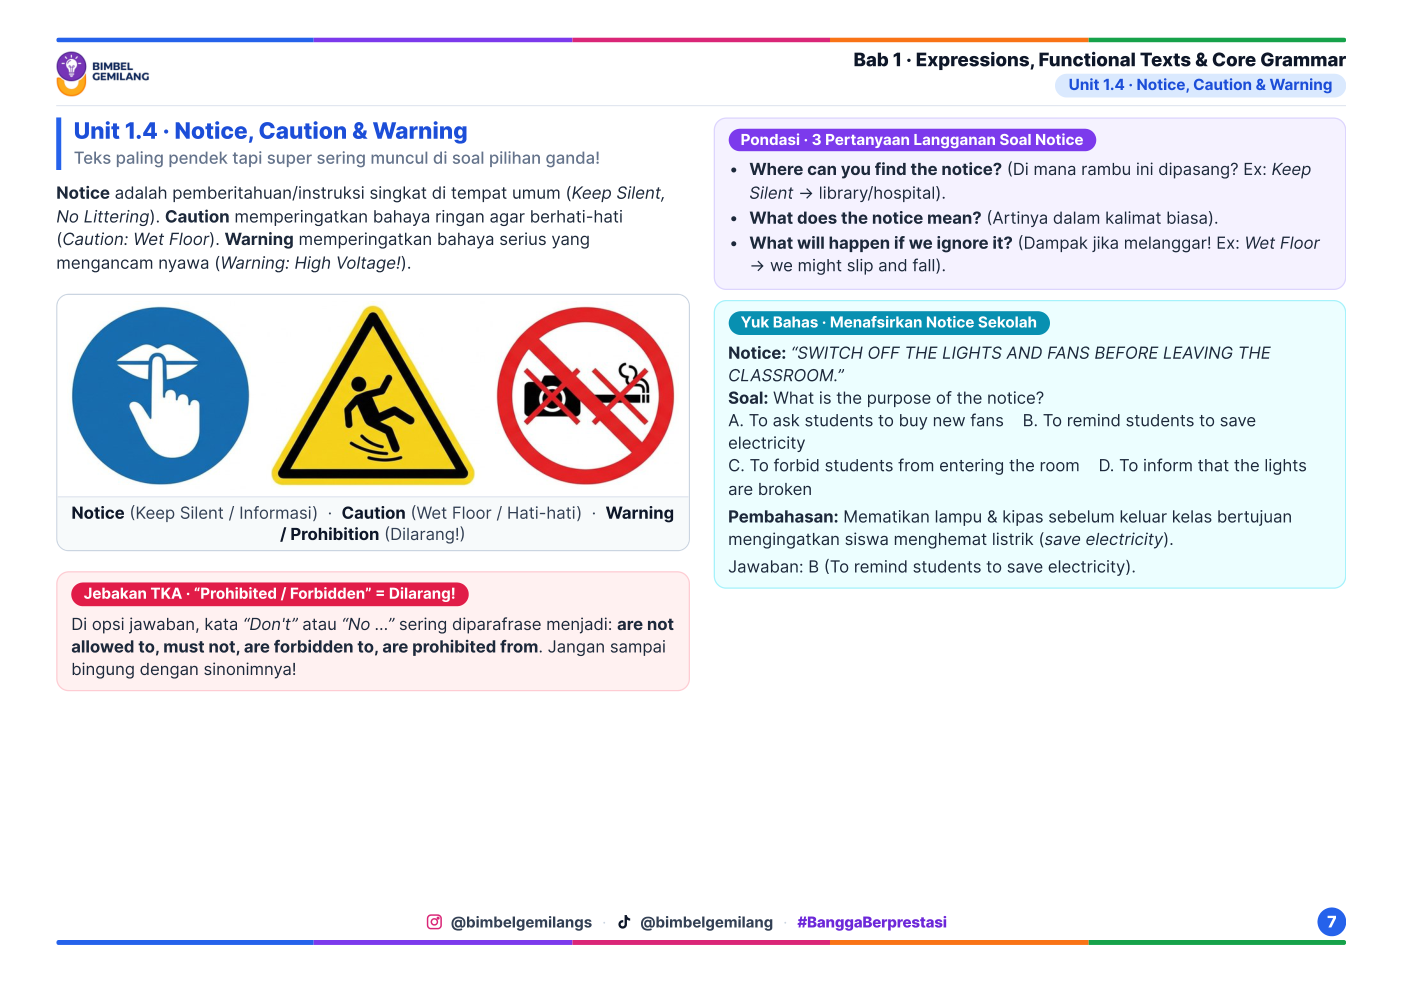 BIMBEL
GEMILANG
Bab 1 · Expressions, Functional Texts & Core Grammar
Unit 1.4 · Notice, Caution & Warning
Unit 1.4 · Notice, Caution & Warning
Teks paling pendek tapi super sering muncul di soal pilihan ganda!
Notice adalah pemberitahuan/instruksi singkat di tempat umum (Keep Silent,
No Littering). Caution memperingatkan bahaya ringan agar berhati-hati
(Caution: Wet Floor). Warning memperingatkan bahaya serius yang
mengancam nyawa (Warning: High Voltage!).
Notice (Keep Silent / Informasi) · Caution (Wet Floor / Hati-hati) · Warning
/ Prohibition (Dilarang!)
Jebakan TKA · “Prohibited / Forbidden” = Dilarang!
Di opsi jawaban, kata “Don't” atau “No ...” sering diparafrase menjadi: are not
allowed to, must not, are forbidden to, are prohibited from. Jangan sampai
bingung dengan sinonimnya!
Pondasi · 3 Pertanyaan Langganan Soal Notice
• Where can you find the notice? (Di mana rambu ini dipasang? Ex: Keep
Silent → library/hospital).
• What does the notice mean? (Artinya dalam kalimat biasa).
• What will happen if we ignore it? (Dampak jika melanggar! Ex: Wet Floor
→ we might slip and fall).
Yuk Bahas · Menafsirkan Notice Sekolah
Notice: “SWITCH OFF THE LIGHTS AND FANS BEFORE LEAVING THE
CLASSROOM.”
Soal: What is the purpose of the notice?
A. To ask students to buy new fans B. To remind students to save
electricity
C. To forbid students from entering the room D. To inform that the lights
are broken
Pembahasan: Mematikan lampu & kipas sebelum keluar kelas bertujuan
mengingatkan siswa menghemat listrik (save electricity).
Jawaban: B (To remind students to save electricity).
@bimbelgemilangs · @bimbelgemilang · #BanggaBerprestasi
7